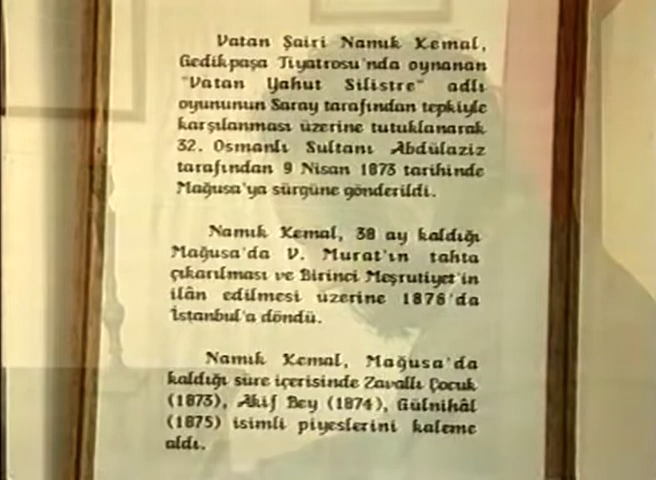 Vatan Şairi Namık Kemal,
Gedikpaşa Tiyatrosu'nda oynanan
"Vatan Yahut Silistre" adlı
oyununun Saray tarafından tepkiyle
karşılanması üzerine tutuklanarak
32. Osmanlı Sultanı Abdülaziz
tarafından 9 Nisan 1873 tarihinde
Mağusa'ya sürgüne gönderildi.
Namık Kemal, 38 ay kaldığı
Mağusa'da V. Murat'ın tahta
çıkarılması ve Birinci Meşrutiyet'in
ilân edilmesi üzerine 1876'da
İstanbul'a döndü.
Namık Kemal, Mağusa'da
kaldığı süre içerisinde Zavallı Çocuk
(1873), Akif Bey (1874), Gülnihâl
(1875) isimli piyeslerini kaleme
aldı.